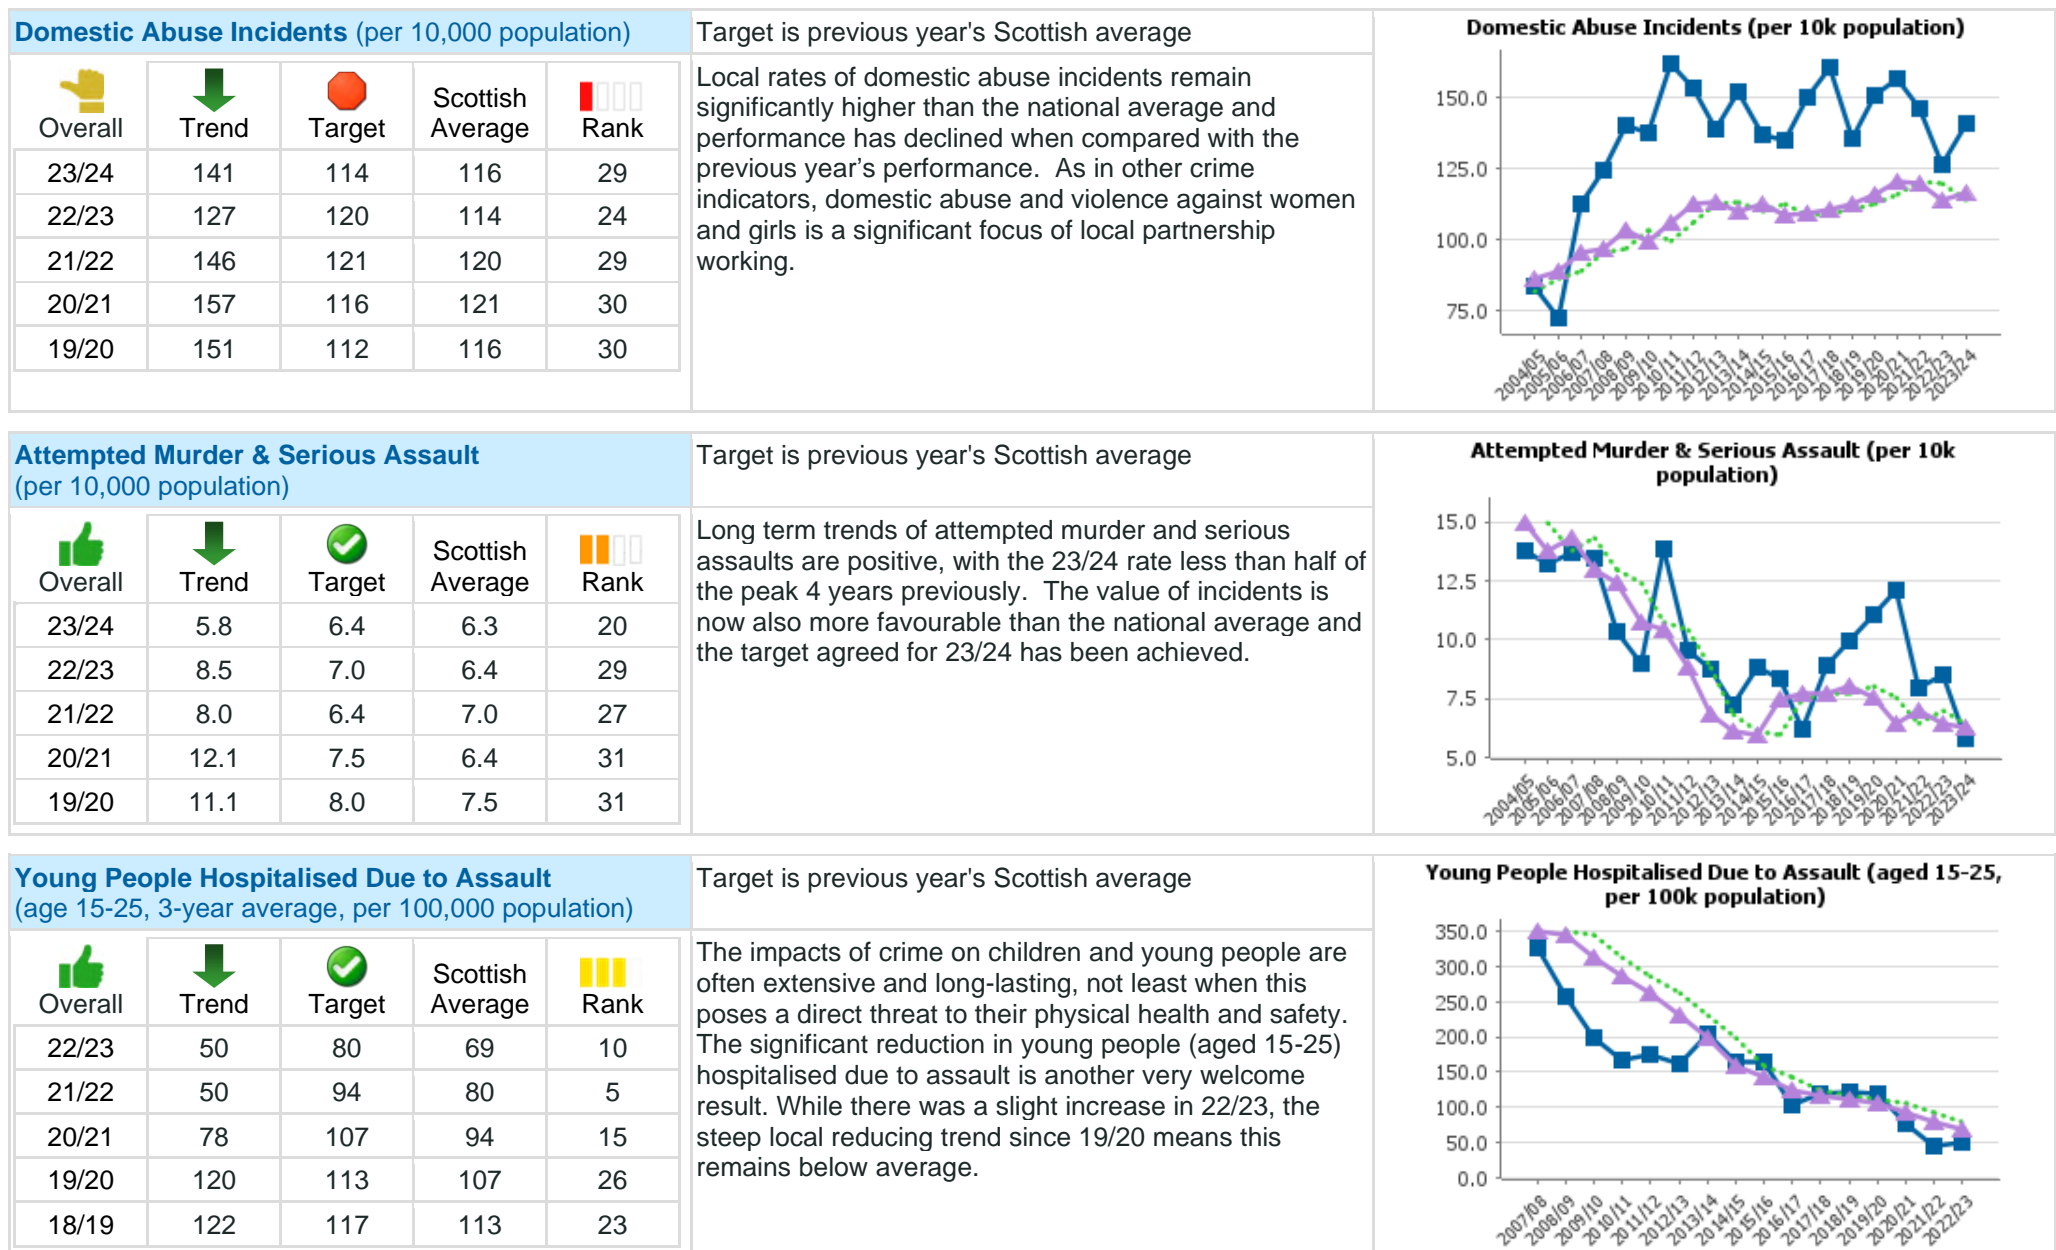 Domestic Abuse Incidents (per 10,000 population)
Target is previous year's Scottish average
Overall Trend Target Scottish Average Rank
23/24 141 114 116 29
22/23 127 120 114 24
21/22 146 121 120 29
20/21 157 116 121 30
19/20 151 112 116 30
Local rates of domestic abuse incidents remain
significantly higher than the national average and
performance has declined when compared with the
previous year’s performance.  As in other crime
indicators, domestic abuse and violence against women
and girls is a significant focus of local partnership
working.
Domestic Abuse Incidents (per 10k population)
150.0
125.0
100.0
75.0
2004/05 2005/06 2006/07 2007/08 2008/09 2009/10 2010/11 2011/12 2012/13 2013/14 2014/15 2015/16 2016/17 2017/18 2018/19 2019/20 2020/21 2021/22 2022/23 2023/24
Attempted Murder & Serious Assault
(per 10,000 population)
Target is previous year's Scottish average
Overall Trend Target Scottish Average Rank
23/24 5.8 6.4 6.3 20
22/23 8.5 7.0 6.4 29
21/22 8.0 6.4 7.0 27
20/21 12.1 7.5 6.4 31
19/20 11.1 8.0 7.5 31
Long term trends of attempted murder and serious
assaults are positive, with the 23/24 rate less than half of
the peak 4 years previously.  The value of incidents is
now also more favourable than the national average and
the target agreed for 23/24 has been achieved.
Attempted Murder & Serious Assault (per 10k
population)
15.0
12.5
10.0
7.5
5.0
2004/05 2005/06 2006/07 2007/08 2008/09 2009/10 2010/11 2011/12 2012/13 2013/14 2014/15 2015/16 2016/17 2017/18 2018/19 2019/20 2020/21 2021/22 2022/23 2023/24
Young People Hospitalised Due to Assault
(age 15-25, 3-year average, per 100,000 population)
Target is previous year's Scottish average
Overall Trend Target Scottish Average Rank
22/23 50 80 69 10
21/22 50 94 80 5
20/21 78 107 94 15
19/20 120 113 107 26
18/19 122 117 113 23
The impacts of crime on children and young people are
often extensive and long-lasting, not least when this
poses a direct threat to their physical health and safety.
The significant reduction in young people (aged 15-25)
hospitalised due to assault is another very welcome
result. While there was a slight increase in 22/23, the
steep local reducing trend since 19/20 means this
remains below average.
Young People Hospitalised Due to Assault (aged 15-25,
per 100k population)
350.0
300.0
250.0
200.0
150.0
100.0
50.0
0.0
2007/08 2008/09 2009/10 2010/11 2011/12 2012/13 2013/14 2014/15 2015/16 2016/17 2017/18 2018/19 2019/20 2020/21 2021/22 2022/23